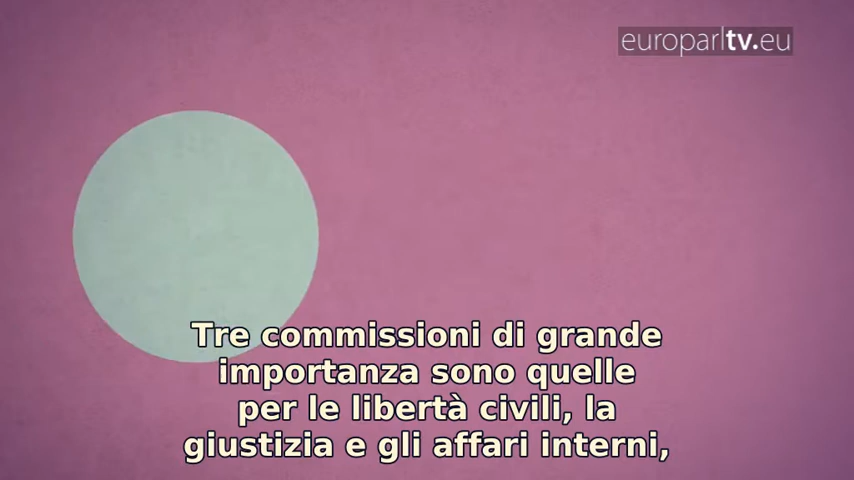 europarltv.eu
Tre commissioni di grande
importanza sono quelle
per le libertà civili, la
giustizia e gli affari interni,